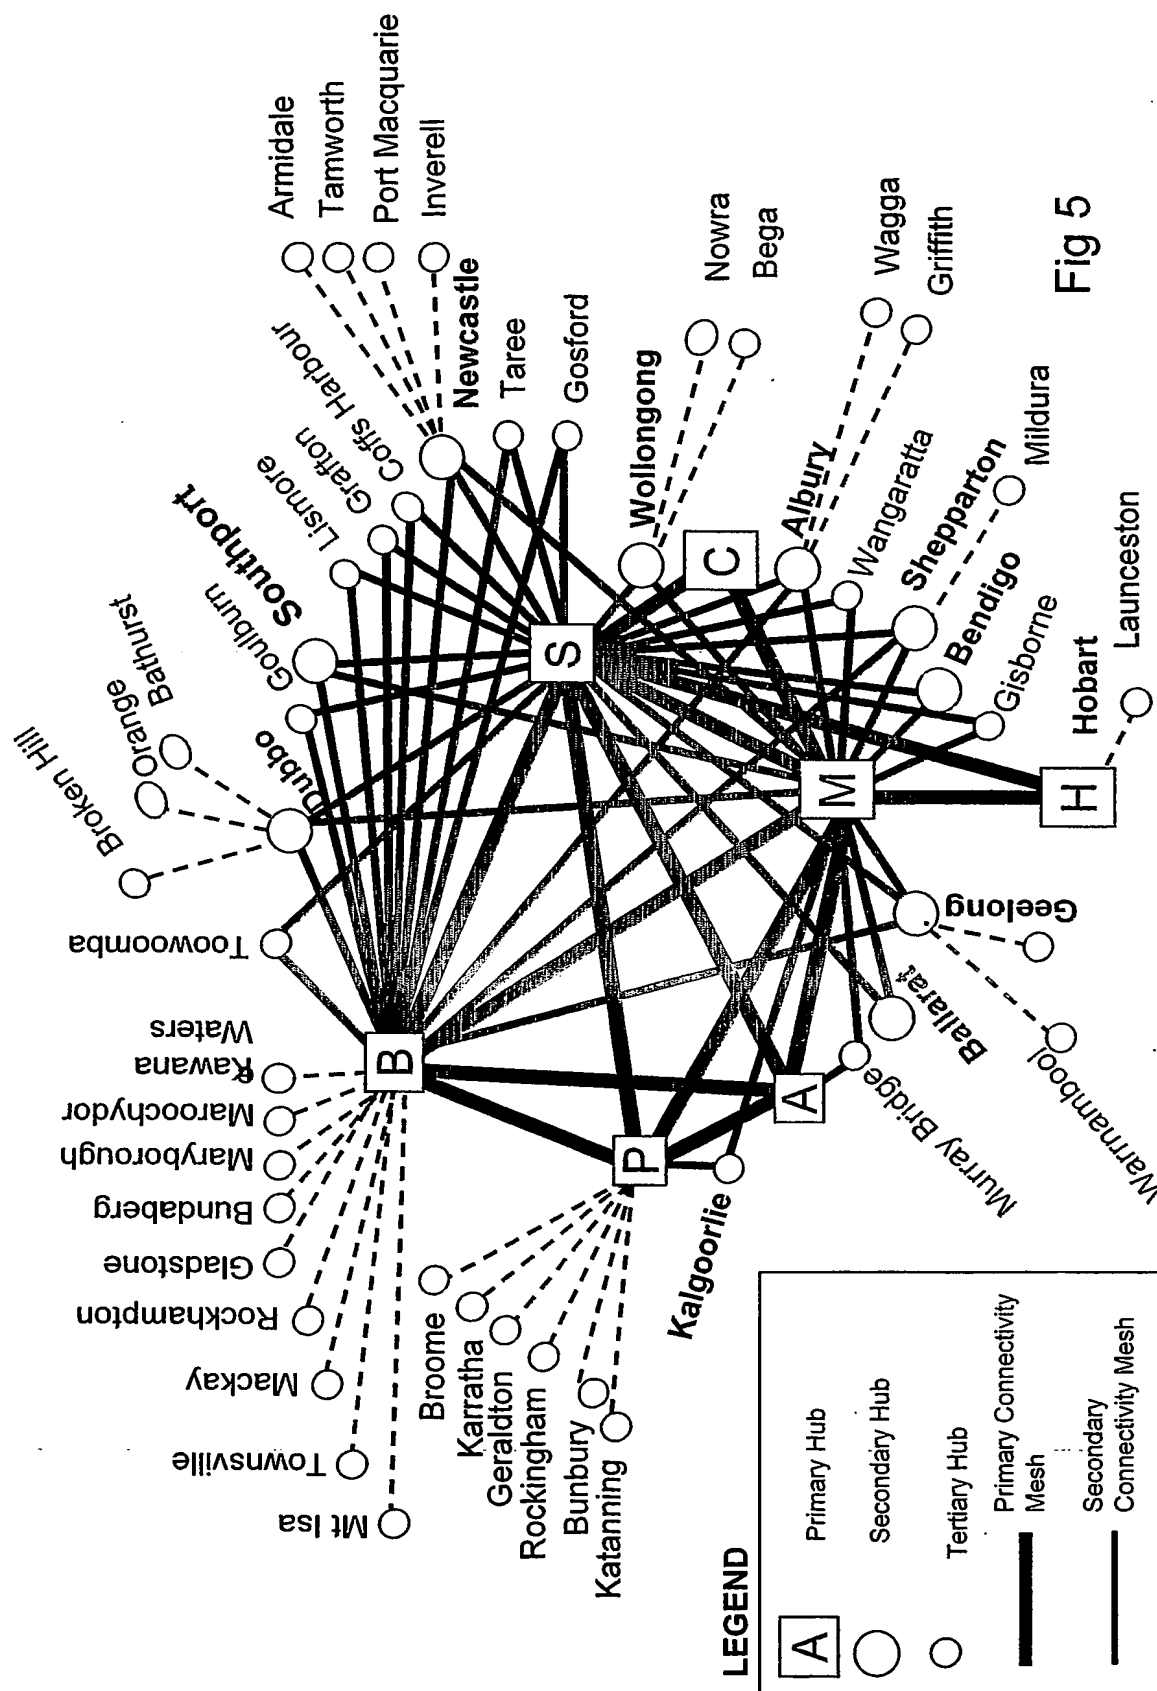 Armidale
Tamworth
Port Macquarie
Inverell
Coffs Harbour
Newcastle
Grafton
Taree
Lismore
Gosford
Southport
Goulburn
Bathurst
Orange
Broken Hill
Dubbo
Toowoomba
Kawana
Waters
Maroochydor
Maryborough
Bundaberg
Gladstone
Rockhampton
Mackay
Townsville
Mt Isa
B
S
C
M
H
A
P
Wollongong
Nowra
Bega
Albury
Wagga
Griffith
Wangaratta
Shepparton
Mildura
Bendigo
Gisborne
Hobart
Launceston
Geelong
Ballarat
Warrnambool
Murray Bridge
Kalgoorlie
Broome
Karratha
Geraldton
Rockingham
Bunbury
Katanning
Fig 5
LEGEND
A
Primary Hub
Secondary Hub
Tertiary Hub
Primary Connectivity
Mesh
Secondary
Connectivity Mesh